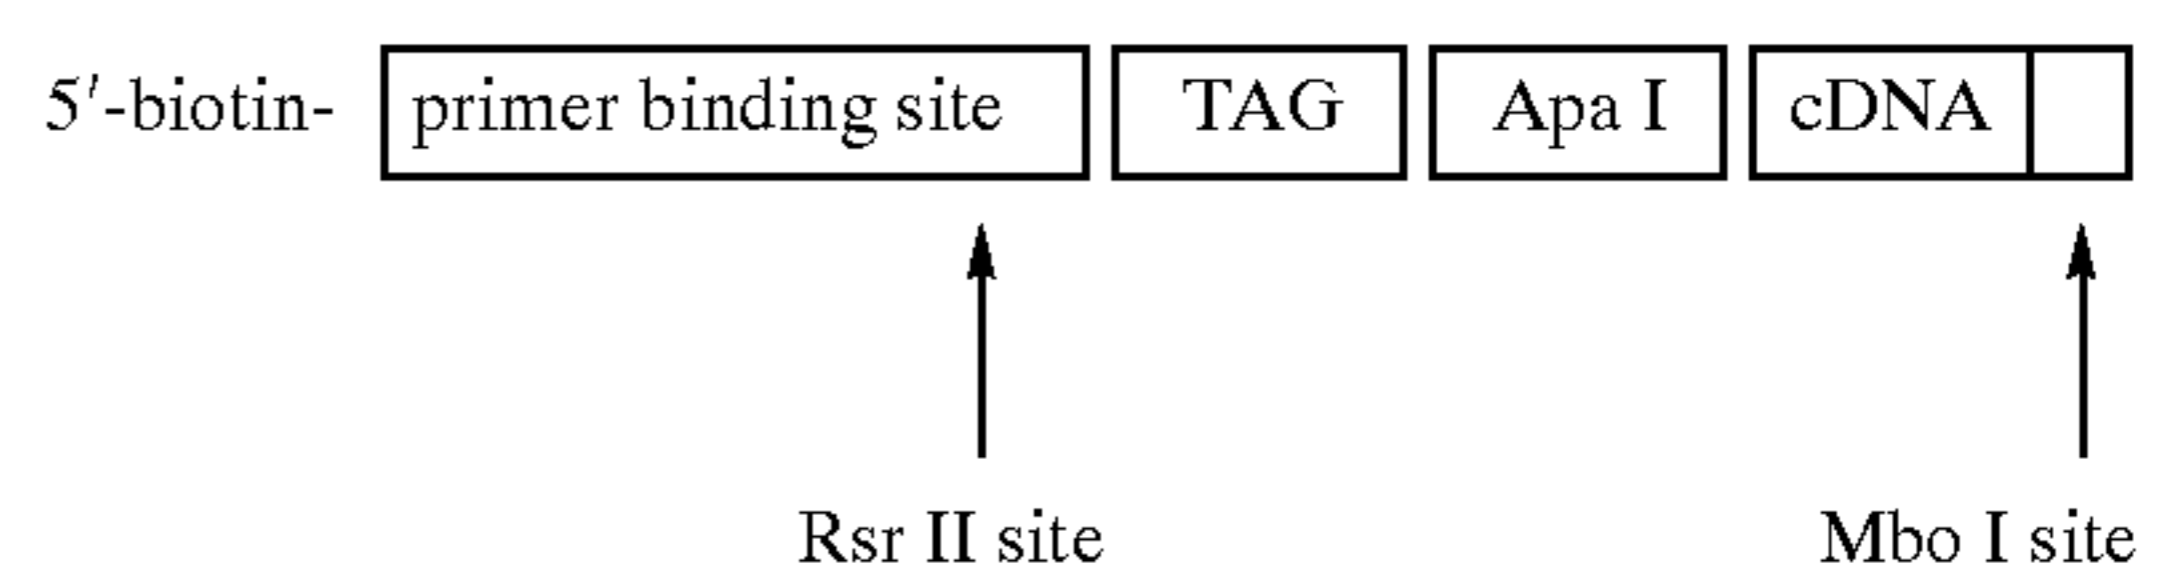 5′-biotin- primer binding site TAG Apa I cDNA
Rsr II site Mbo I site